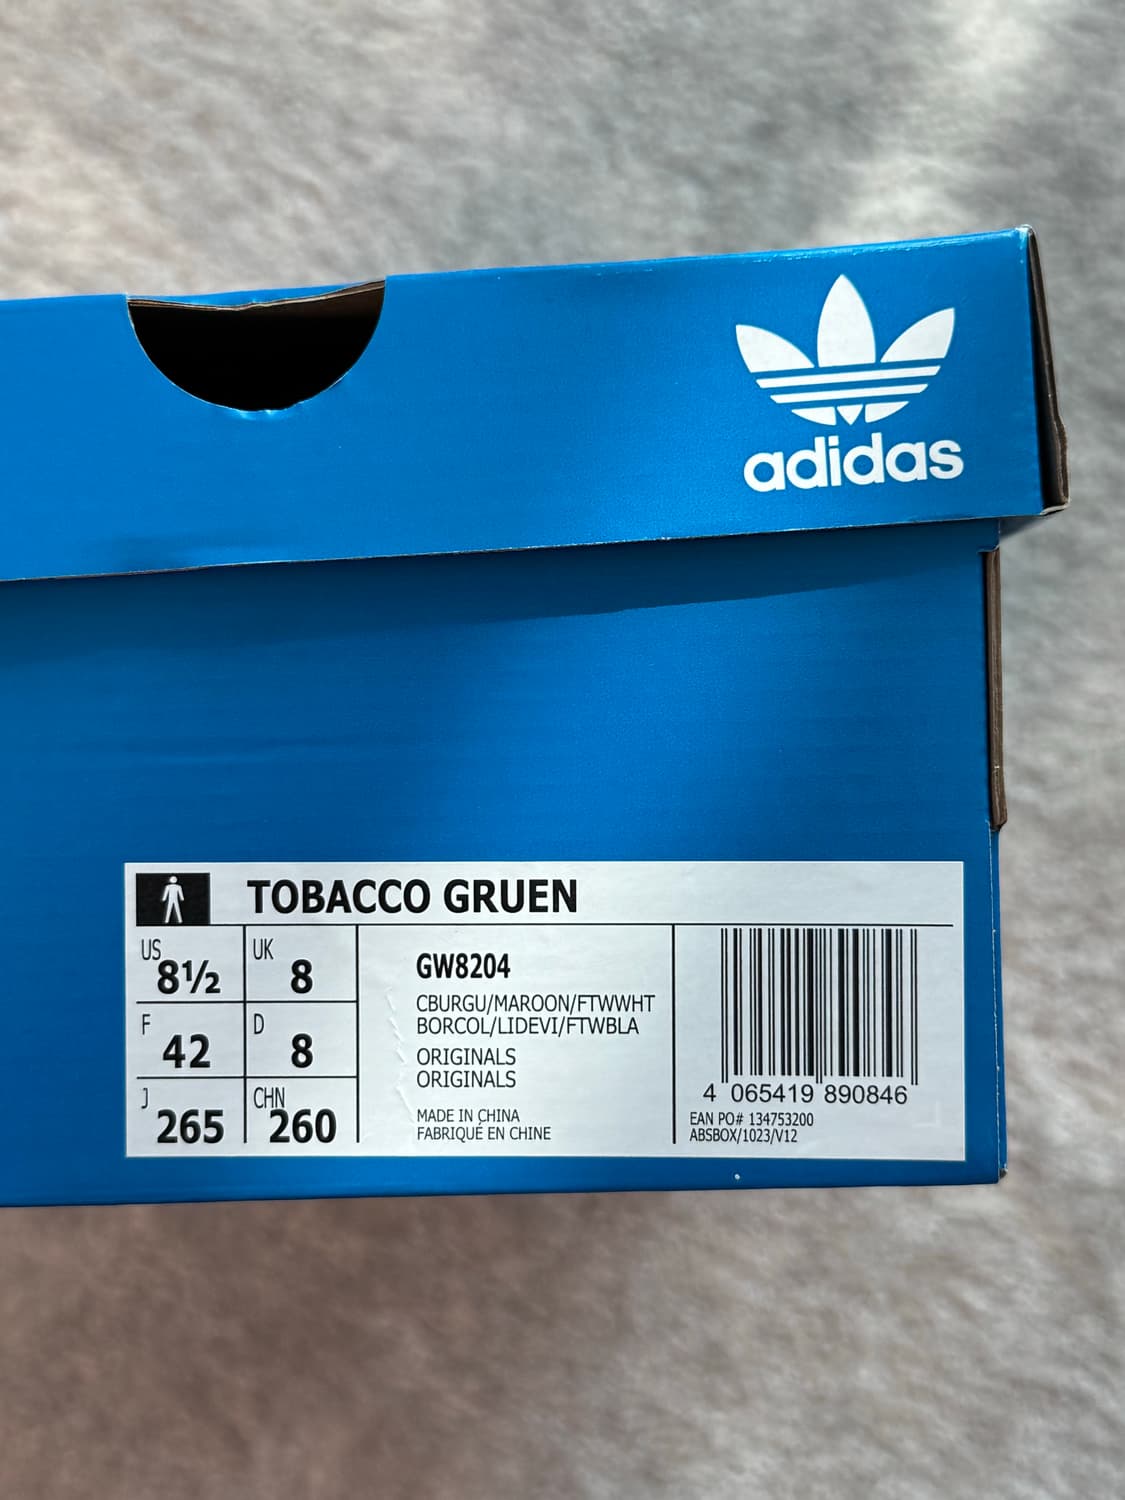 adidas
TOBACCO GRUEN
US
8½
UK
8
F
42
D
8
J
265
CHN
260
GW8204
CBURGU/MAROON/FTWWHT
BORCOL/LIDEVI/FTWBLA
ORIGINALS
ORIGINALS
MADE IN CHINA
FABRIQUÉ EN CHINE
4 065419 890846
EAN PO# 134753200
ABSBOX/1023/V12